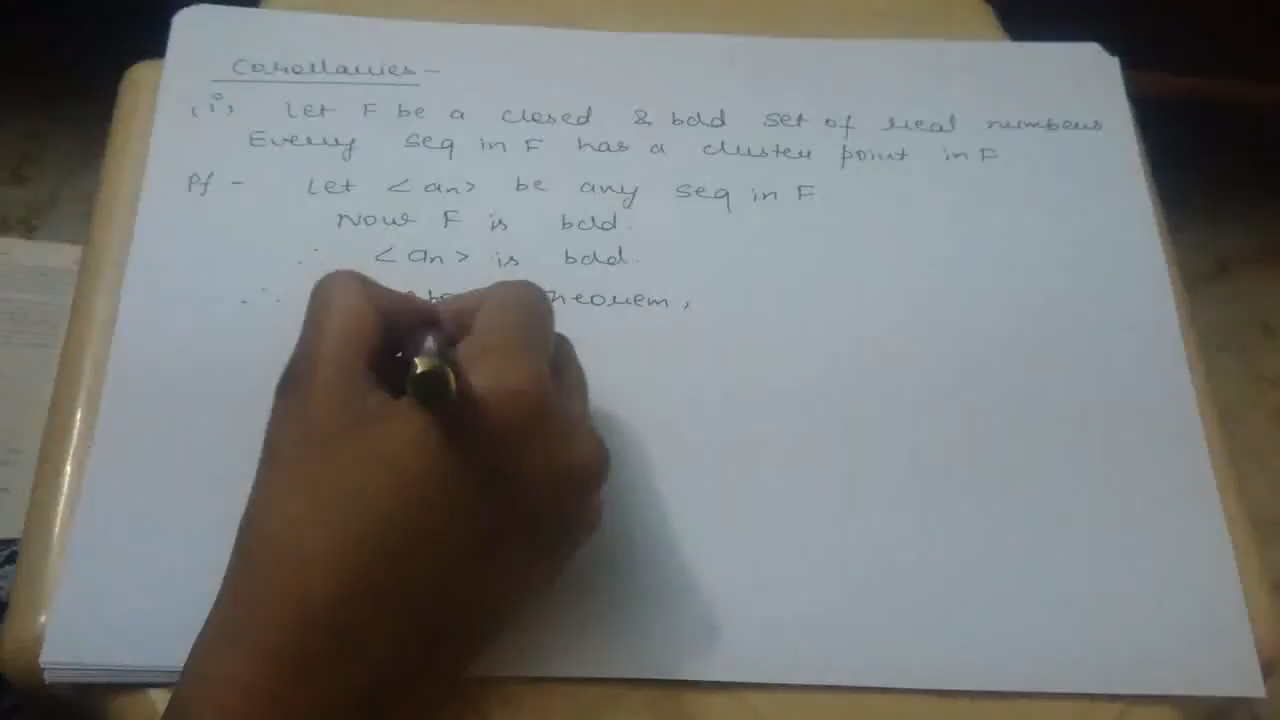 Corollaries -
(i) Let F be a closed & bdd set of real numbers
Every seq in F has a cluster point in F
Pf - Let <an> be any seq in F
Now F is bdd.
∴ <an> is bdd.
∴ theorem,